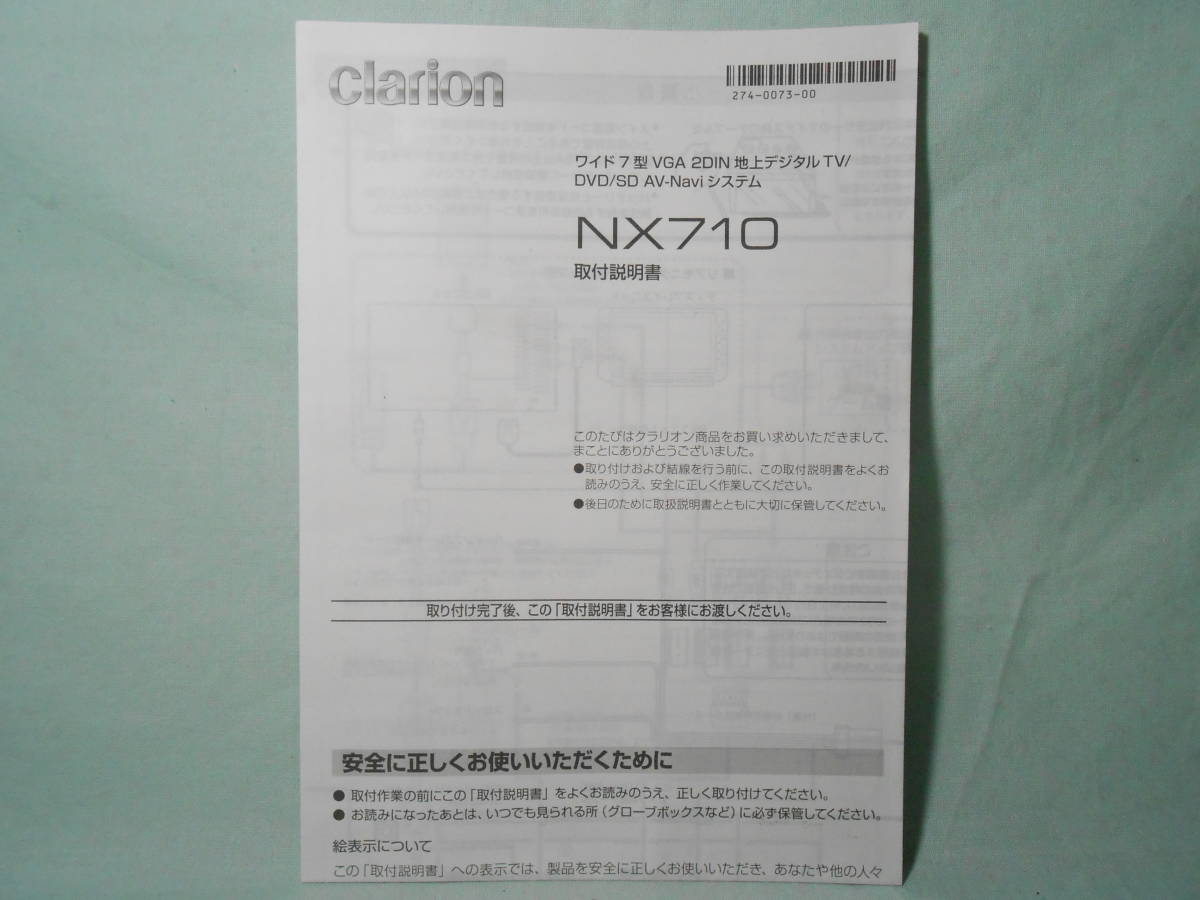 clarion
274-0073-00
ワイド7型 VGA 2DIN 地上デジタル TV/
DVD/SD AV-Navi システム
NX710
取付説明書
このたびはクラリオン商品をお買い求めいただきまして、
まことにありがとうございました。
●取り付けおよび結線を行う前に、この取付説明書をよくお
読みのうえ、安全に正しく作業してください。
●後日のために取扱説明書とともに大切に保管してください。
取り付け完了後、この「取付説明書」をお客様にお渡しください。
安全に正しくお使いいただくために
● 取付作業の前にこの「取付説明書」をよくお読みのうえ、正しく取り付けてください。
● お読みになったあとは、いつでも見られる所(グローブボックスなど)に必ず保管してください。
絵表示について
この「取付説明書」への表示では、製品を安全に正しくお使いいただき、あなたや他の人々